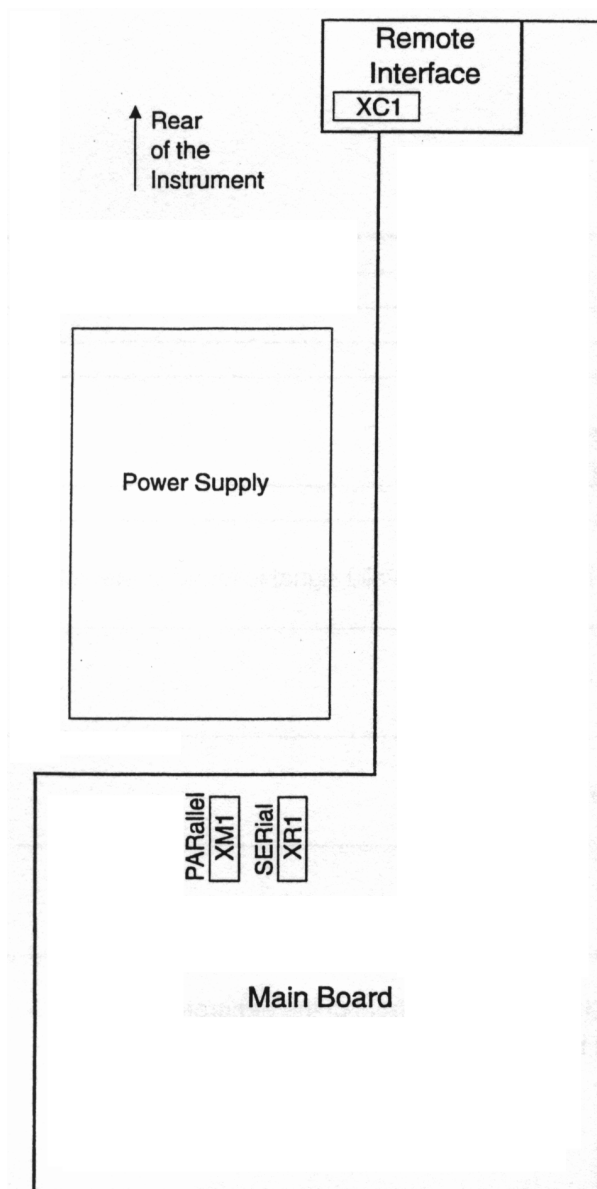 Remote
Interface
XC1
Rear
of the
Instrument
Power Supply
PARallel
XM1
SERial
XR1
Main Board